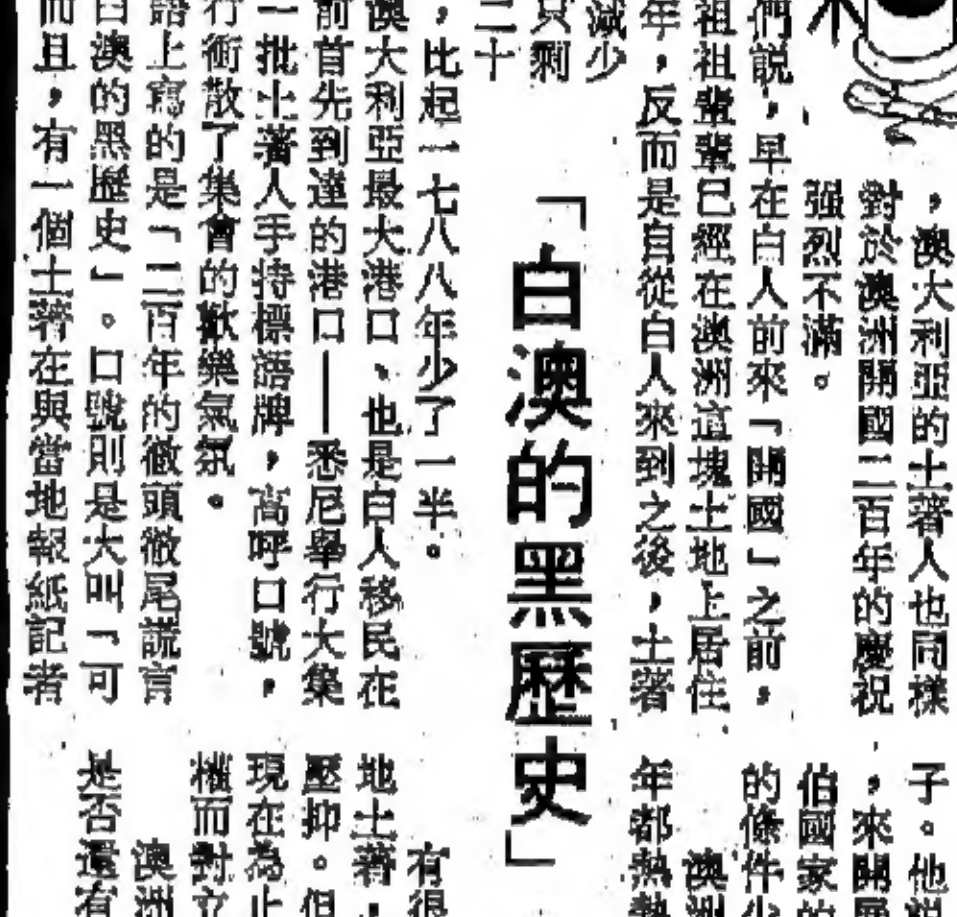 ，澳大利亞的土著人也同樣
對於澳洲開國二百年的慶祝
强烈不滿。
們説，早在白人前來「開國」之前，
祖祖輩輩已經在澳洲這塊土地上居住
年，反而是自從白人來到之後，土著
減少
只剩
二十
「白澳的黑歷史」
，比起一七八八年少了一半。
澳大利亞最大港口、也是白人移民在
前首先到達的港口——悉尼舉行大集
一批土著人手持標語牌，高呼口號，
行衝散了集會的歡樂氣氛。
語上寫的是「二百年的徹頭徹尾謊言
白澳的黑歷史」。口號則是大叫「可
而且，有一個土著在與當地報紙記者
子。他説
，來開
伯國家的
的條件少
澳洲
年都熱
有很
地土著，
壓抑。但
現在為止
權而對立
澳洲
是否還有